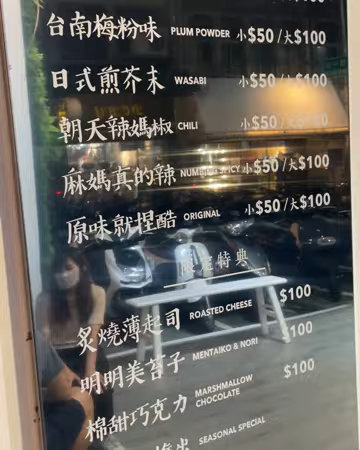 台南梅粉味 PLUM POWDER 小$50/大$100
日式煎芥末 WASABI 小$50/大$100
朝天辣媽椒 CHILI 小$50/大$100
麻媽真的辣 NUMBING SPICY 小$50/大$100
原味就捏酷 ORIGINAL 小$50/大$100
限定特典
炙燒薄起司 ROASTED CHEESE $100
明明美苔子 MENTAIKO & NORI $100
棉甜巧克力 MARSHMALLOW CHOCOLATE $100
SEASONAL SPECIAL